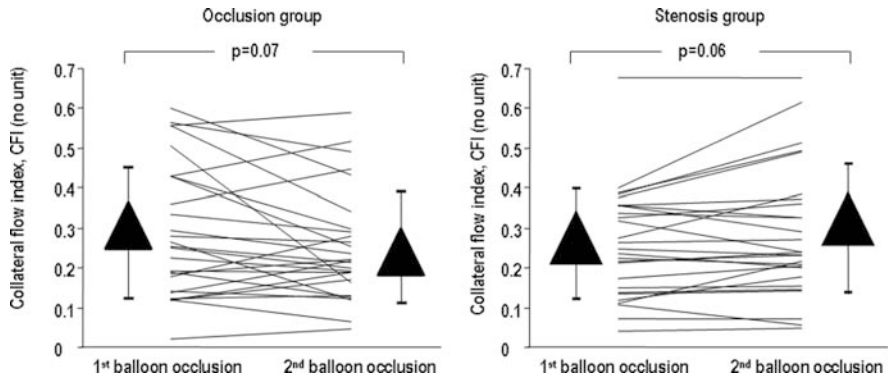 Occlusion group
p=0.07
Collateral flow index, CFI (no unit)
0.7
0.6
0.5
0.4
0.3
0.2
0.1
0
1st balloon occlusion
2nd balloon occlusion
Stenosis group
p=0.06
Collateral flow index, CFI (no unit)
0.7
0.6
0.5
0.4
0.3
0.2
0.1
0
1st balloon occlusion
2nd balloon occlusion